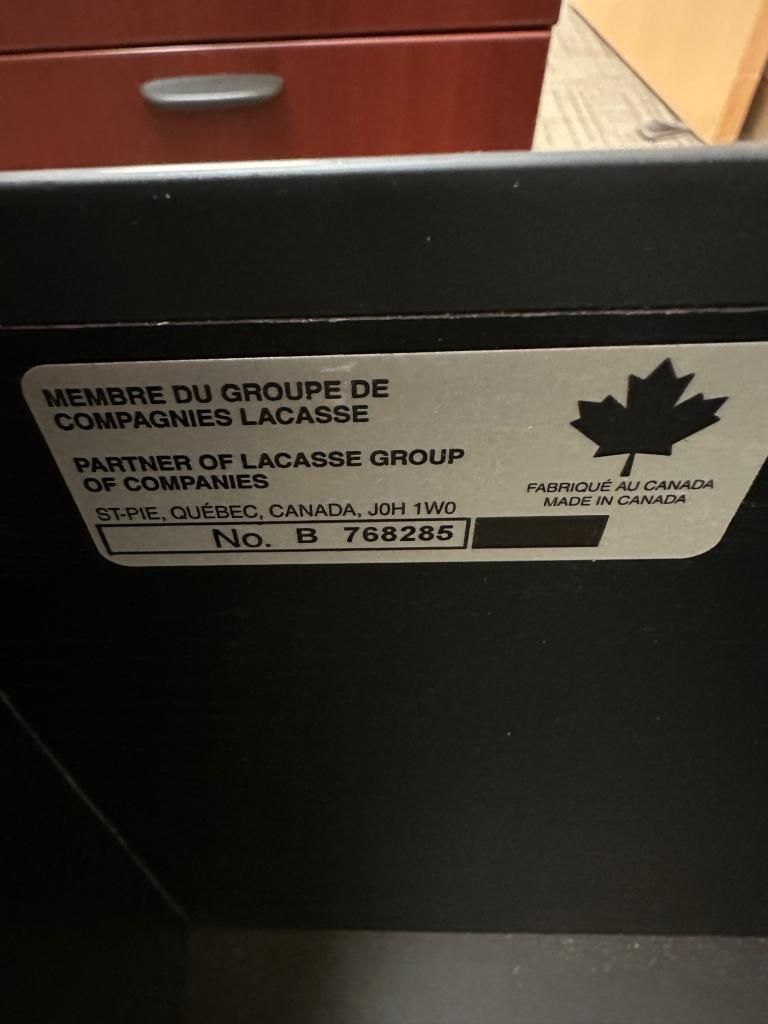 MEMBRE DU GROUPE DE
COMPAGNIES LACASSE
PARTNER OF LACASSE GROUP
OF COMPANIES
ST-PIE, QUÉBEC, CANADA, J0H 1W0
No. B 768285
FABRIQUÉ AU CANADA
MADE IN CANADA